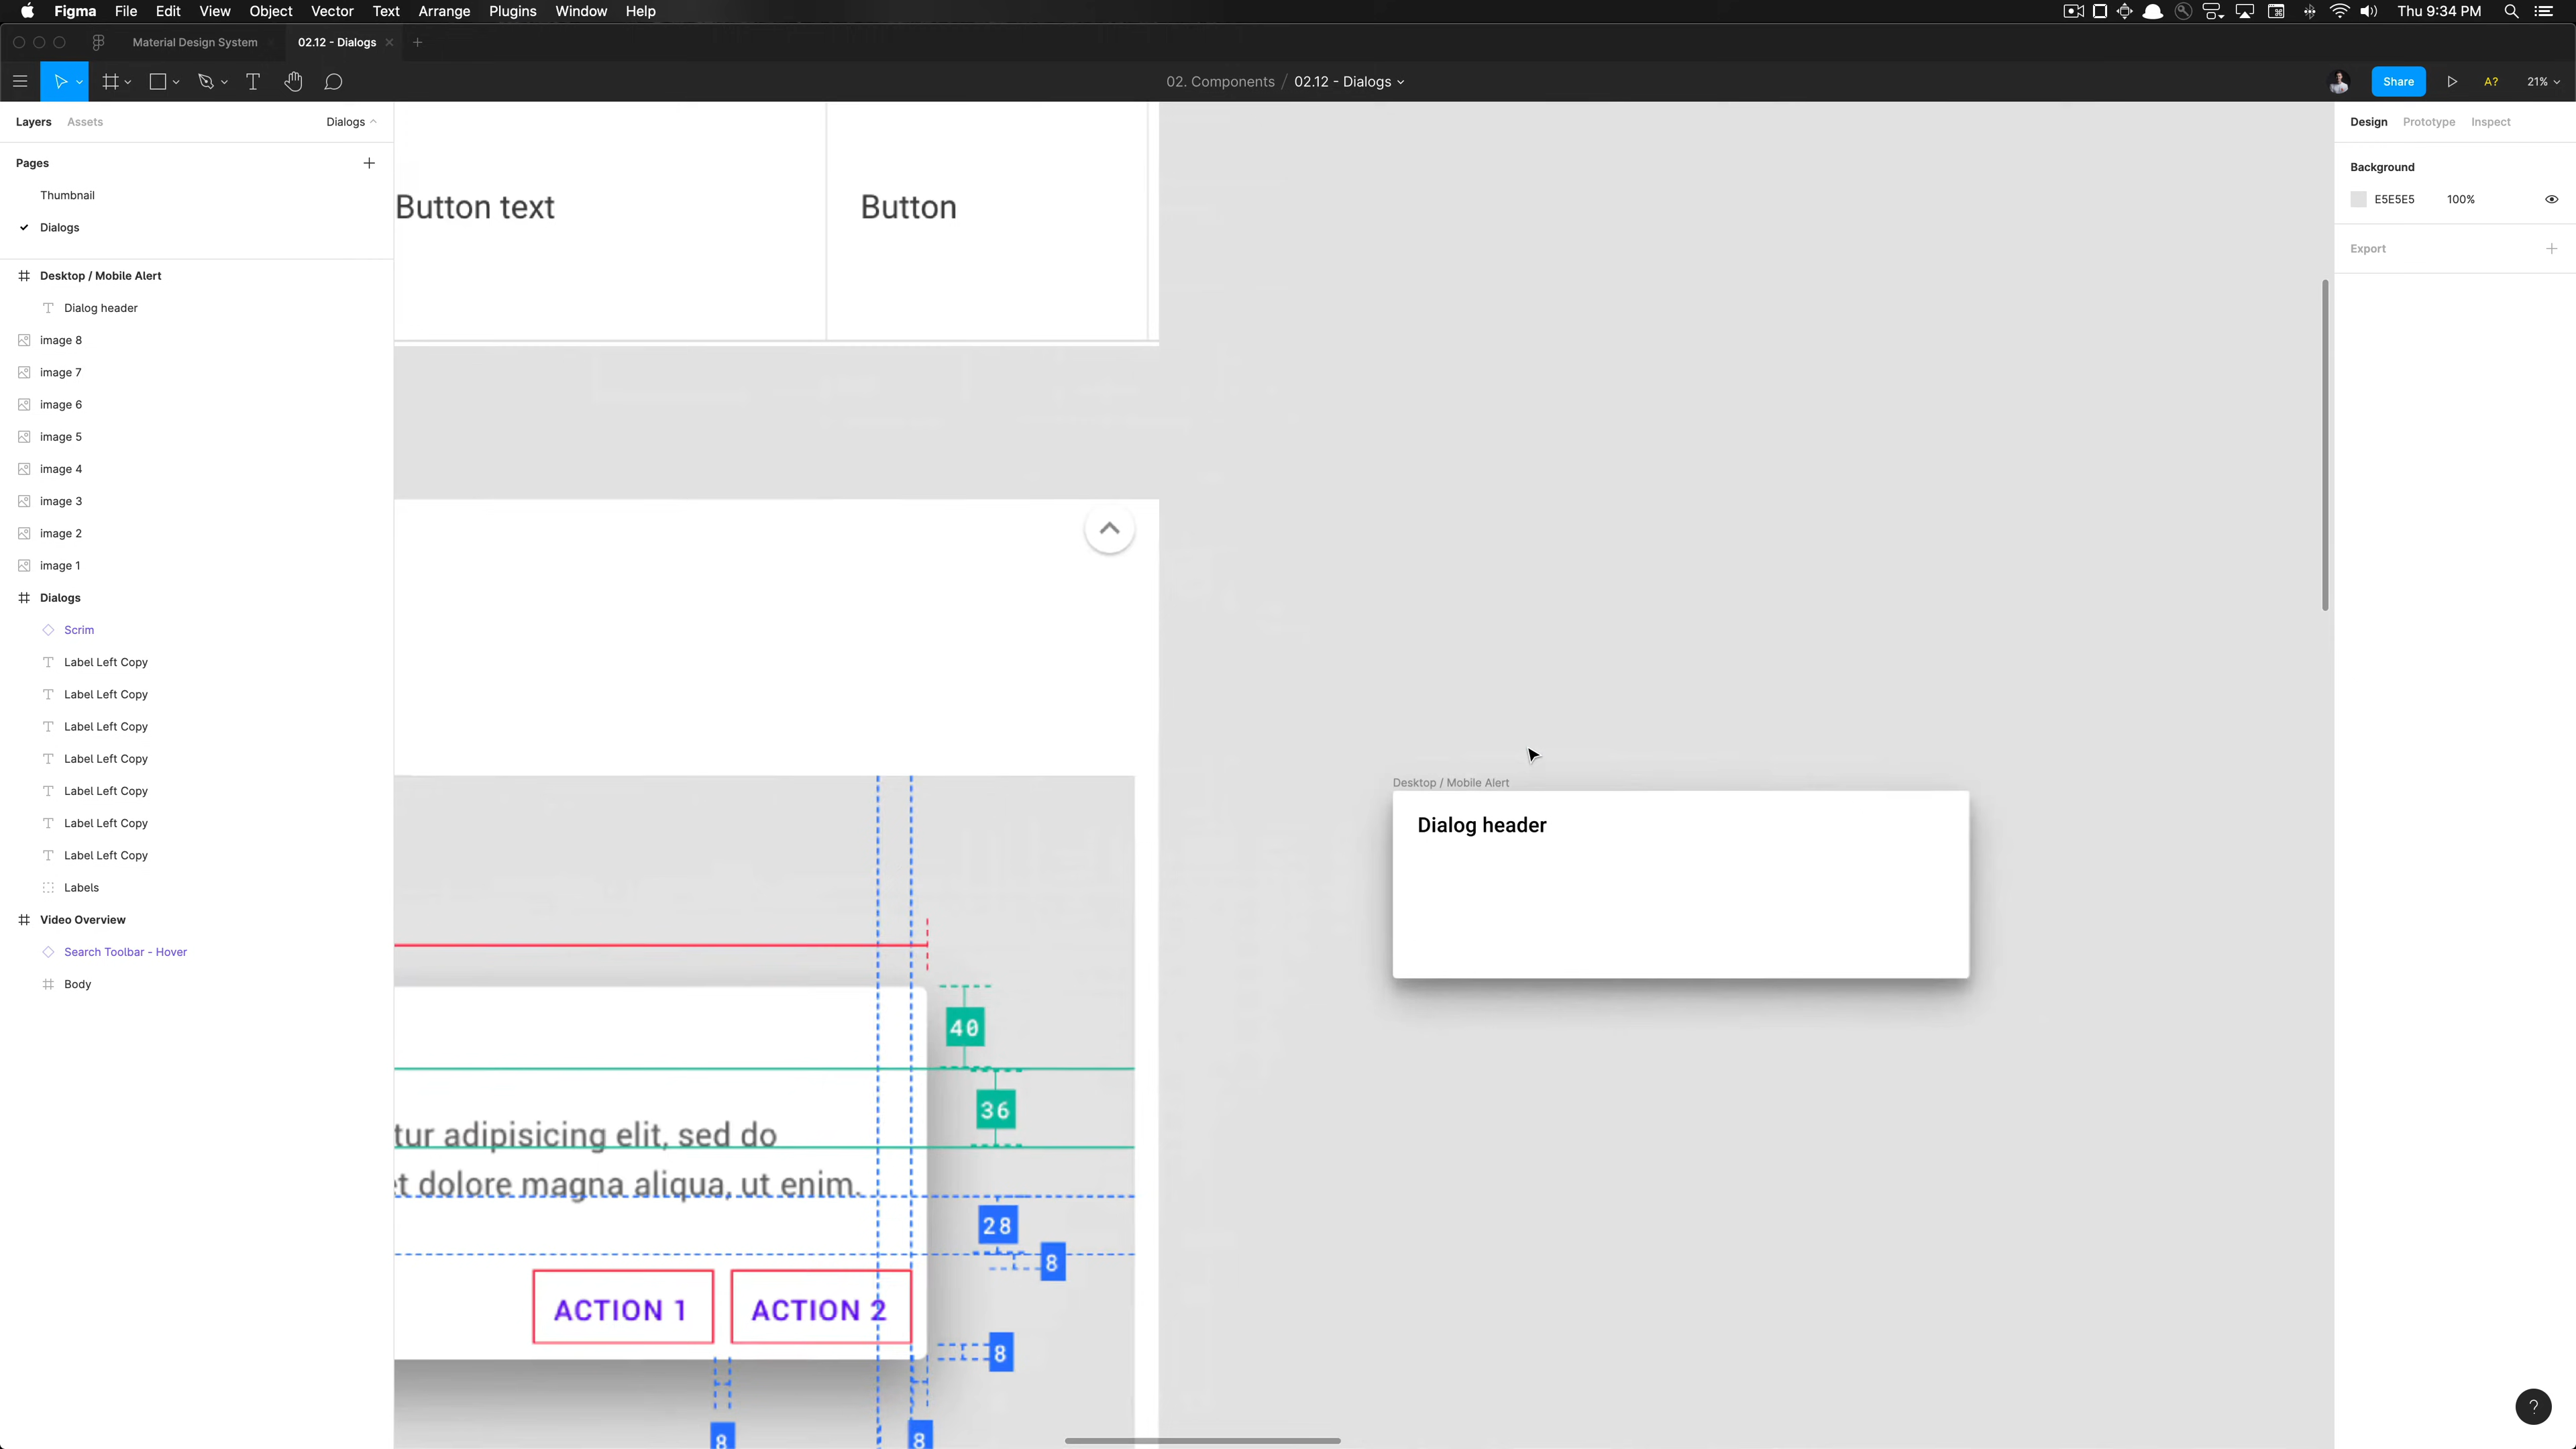 Figma File Edit View Object Vector Text Arrange Plugins Window Help
Thu 9:34 PM
Material Design System
02.12 - Dialogs
02. Components / 02.12 - Dialogs
Share
A?
21%
Layers Assets
Dialogs
Pages
Thumbnail
Dialogs
Desktop / Mobile Alert
Dialog header
image 8
image 7
image 6
image 5
image 4
image 3
image 2
image 1
Dialogs
Scrim
Label Left Copy
Label Left Copy
Label Left Copy
Label Left Copy
Label Left Copy
Label Left Copy
Label Left Copy
Labels
Video Overview
Search Toolbar - Hover
Body
Button text
Button
40
36
tur adipisicing elit, sed do
et dolore magna aliqua, ut enim.
28
8
ACTION 1
ACTION 2
8
8
8
Desktop / Mobile Alert
Dialog header
Design Prototype Inspect
Background
E5E5E5 100%
Export
?